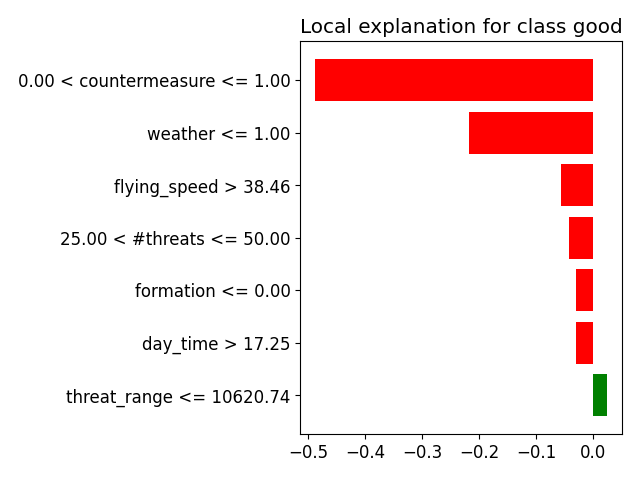 Local explanation for class good
0.00 < countermeasure <= 1.00
weather <= 1.00
flying_speed > 38.46
25.00 < #threats <= 50.00
formation <= 0.00
day_time > 17.25
threat_range <= 10620.74
−0.5 −0.4 −0.3 −0.2 −0.1 0.0